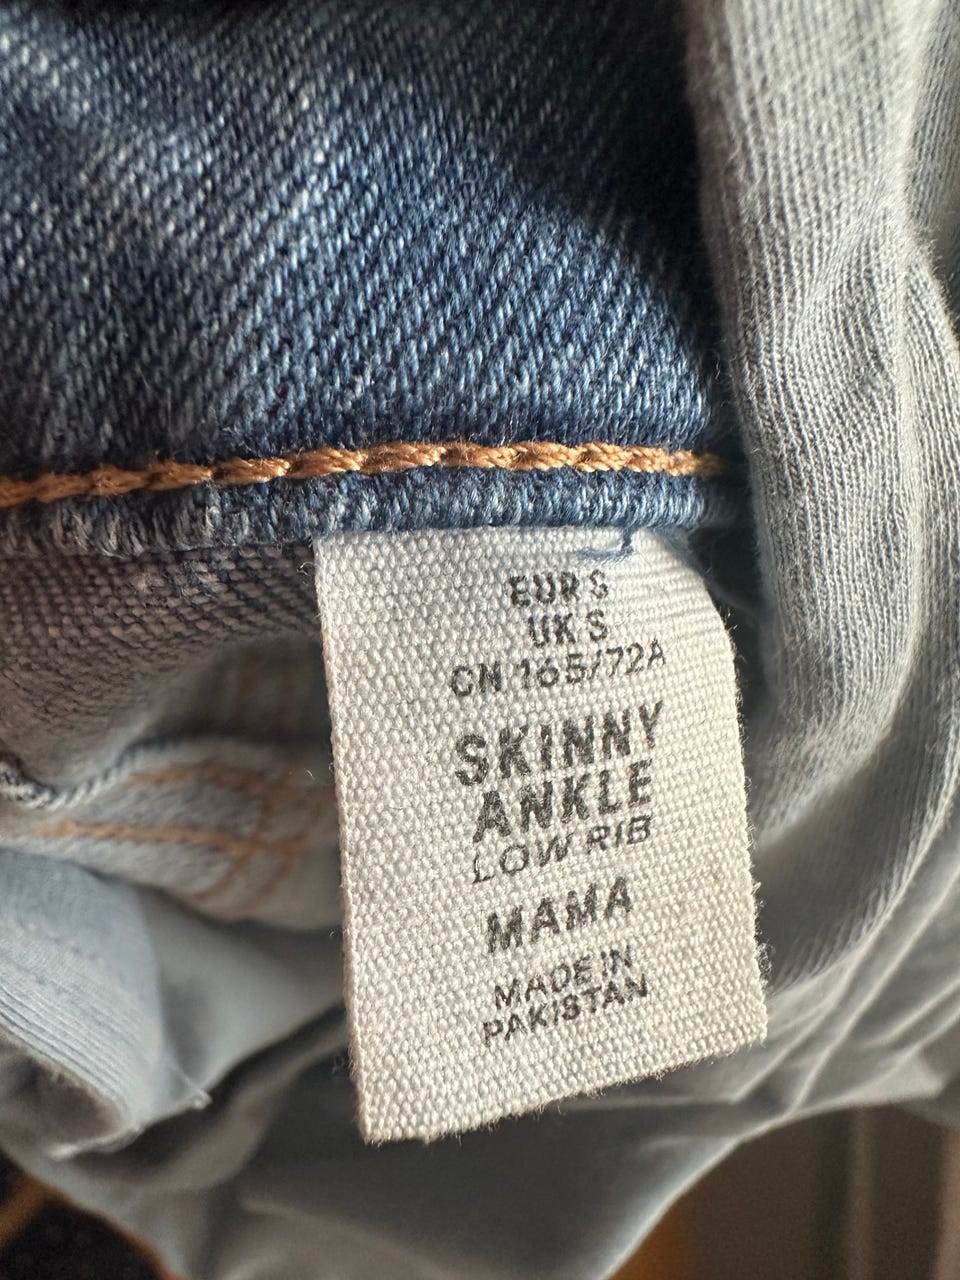 EUR S
UK S
CN 165/72A
SKINNY
ANKLE
LOW RIB
MAMA
MADE IN
PAKISTAN